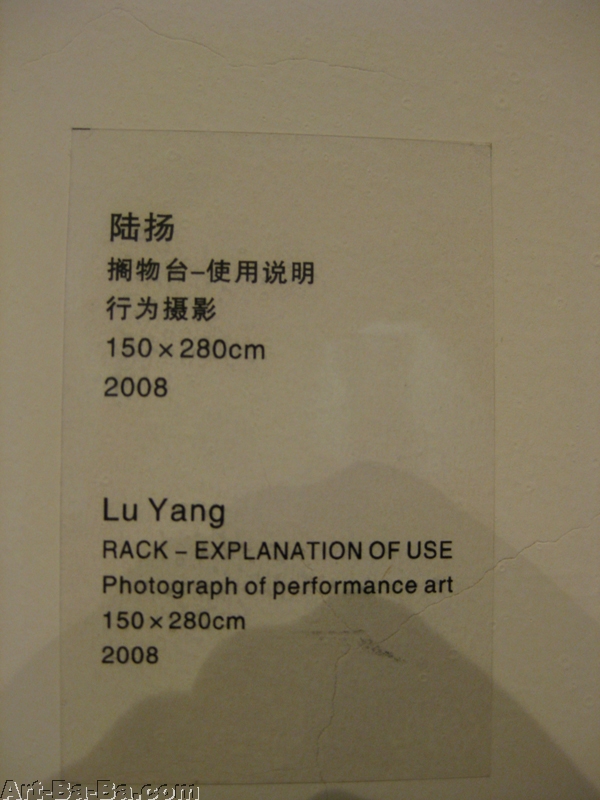 陆扬
搁物台–使用说明
行为摄影
150×280cm
2008
Lu Yang
RACK – EXPLANATION OF USE
Photograph of performance art
150×280cm
2008
Art-Ba-Ba.com